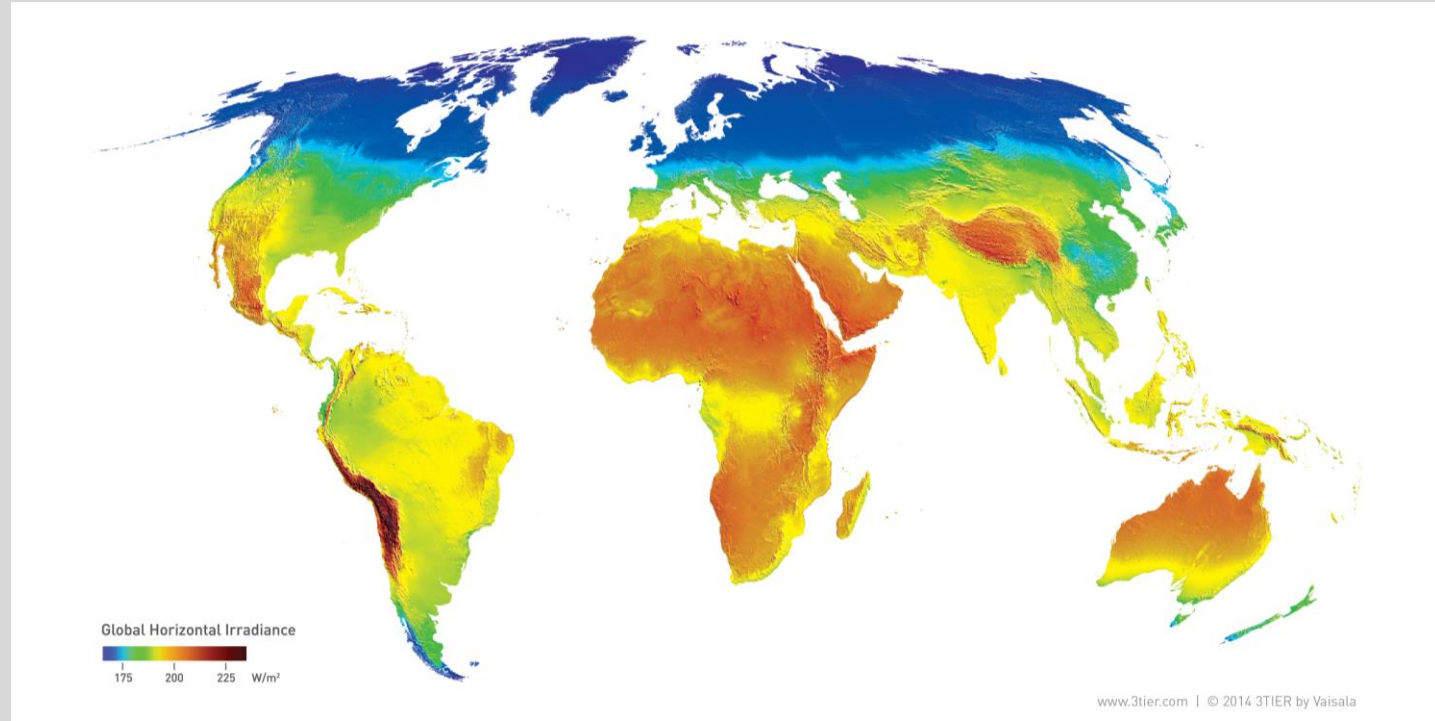 Global Horizontal Irradiance
175 200 225 W/m²
www.3tier.com | © 2014 3TIER by Vaisala